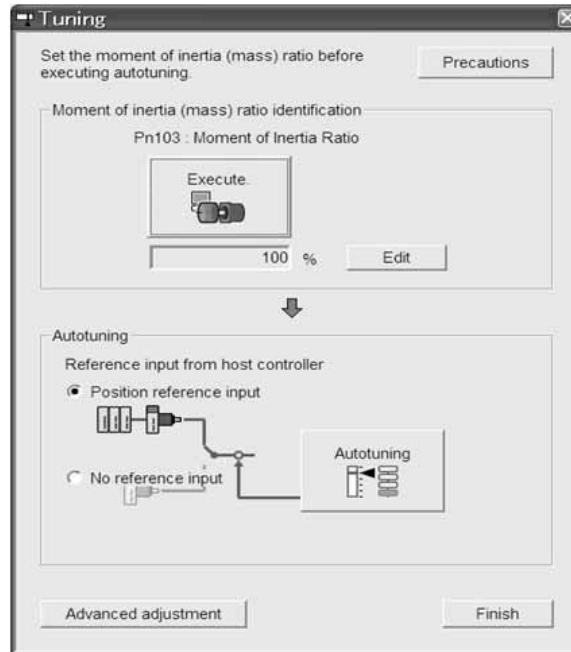 Tuning
Set the moment of inertia (mass) ratio before
executing autotuning.
Precautions
Moment of inertia (mass) ratio identification
Pn103 : Moment of Inertia Ratio
Execute.
100 %
Edit
Autotuning
Reference input from host controller
Position reference input
Autotuning
No reference input
Advanced adjustment
Finish